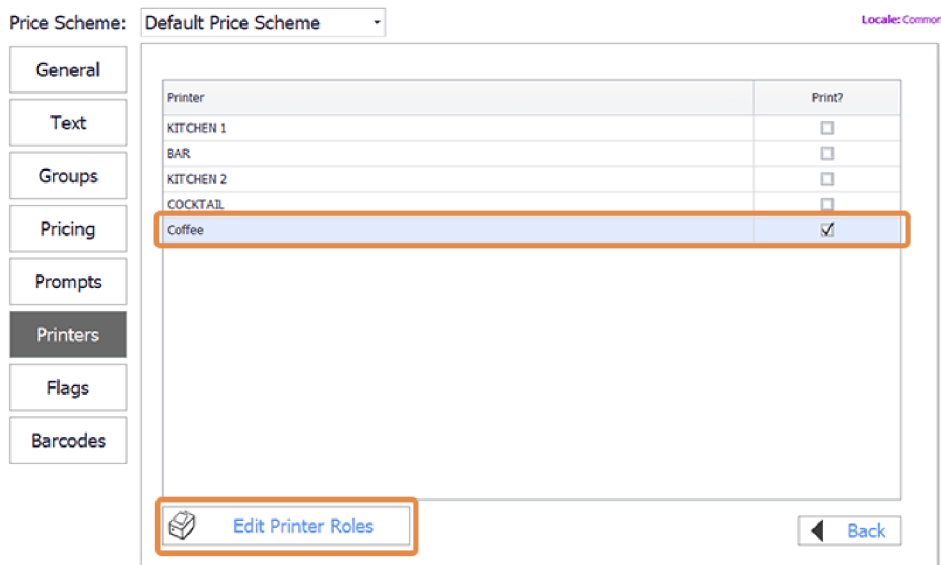 Price Scheme: Default Price Scheme
Locale: Common
General
Text
Groups
Pricing
Prompts
Printers
Flags
Barcodes
Printer Print?
KITCHEN 1
BAR
KITCHEN 2
COCKTAIL
Coffee
Edit Printer Roles
Back